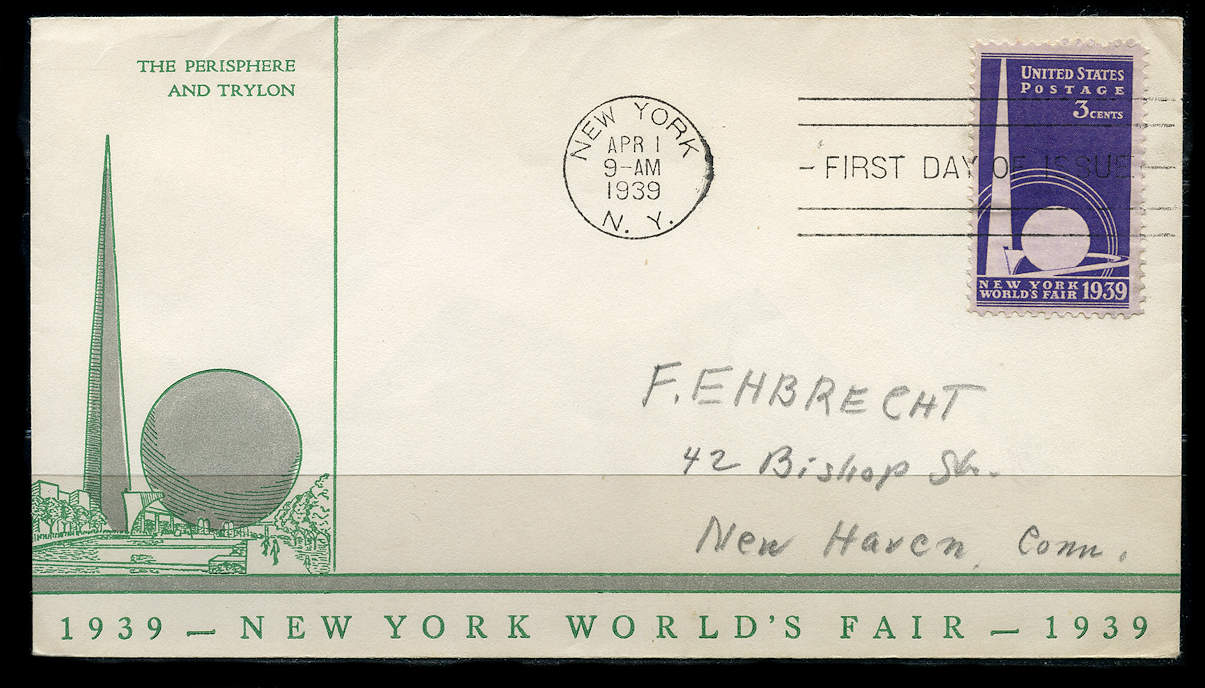 THE PERISPHERE
AND TRYLON
NEW YORK
APR 1
9-AM
1939
N. Y.
FIRST DAY OF ISSUE
UNITED STATES
POSTAGE
3 CENTS
NEW YORK
WORLD'S FAIR 1939
F. EHBRECHT
42 Bishop St.
New Haven, Conn.
1939 — NEW YORK WORLD'S FAIR — 1939